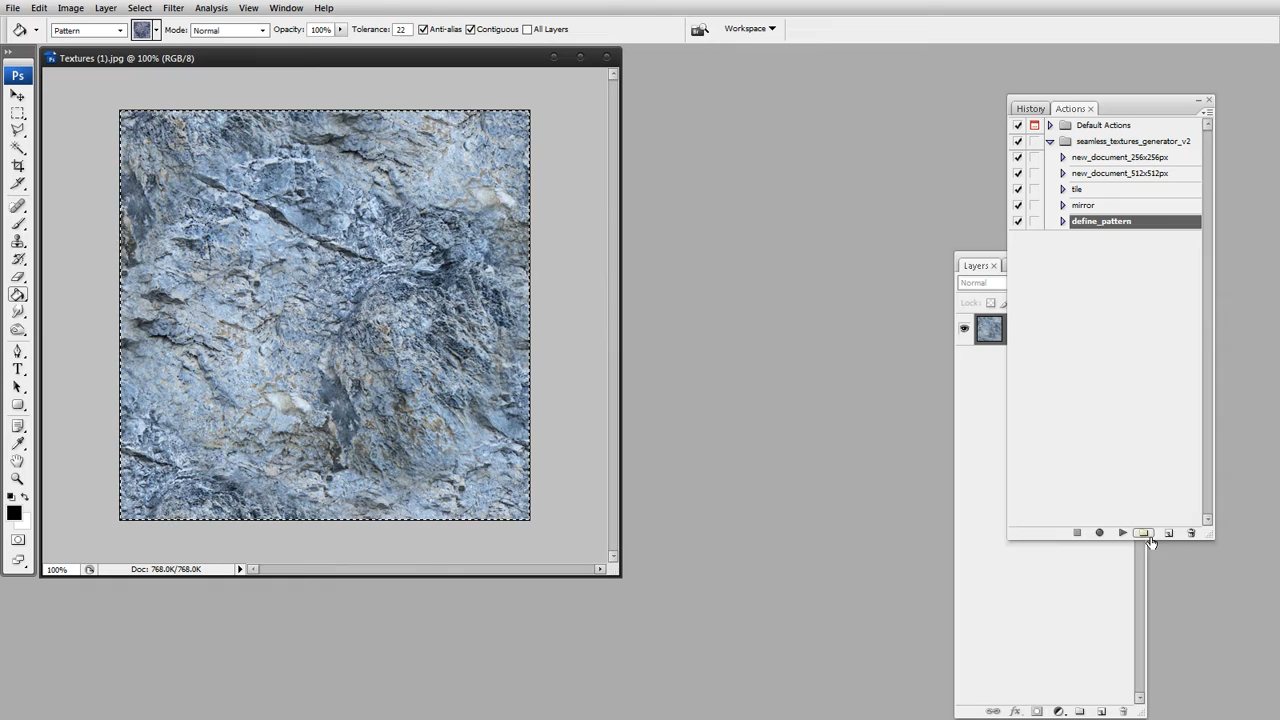 File Edit Image Layer Select Filter Analysis View Window Help
Pattern Mode: Normal Opacity: 100% Tolerance: 22 Anti-alias Contiguous All Layers Workspace
Textures (1).jpg @ 100% (RGB/8)
Ps
T
History Actions
Default Actions
seamless_textures_generator_v2
new_document_256x256px
new_document_512x512px
tile
mirror
define_pattern
Layers
Normal
Lock:
fx
100% Doc: 768.0K/768.0K